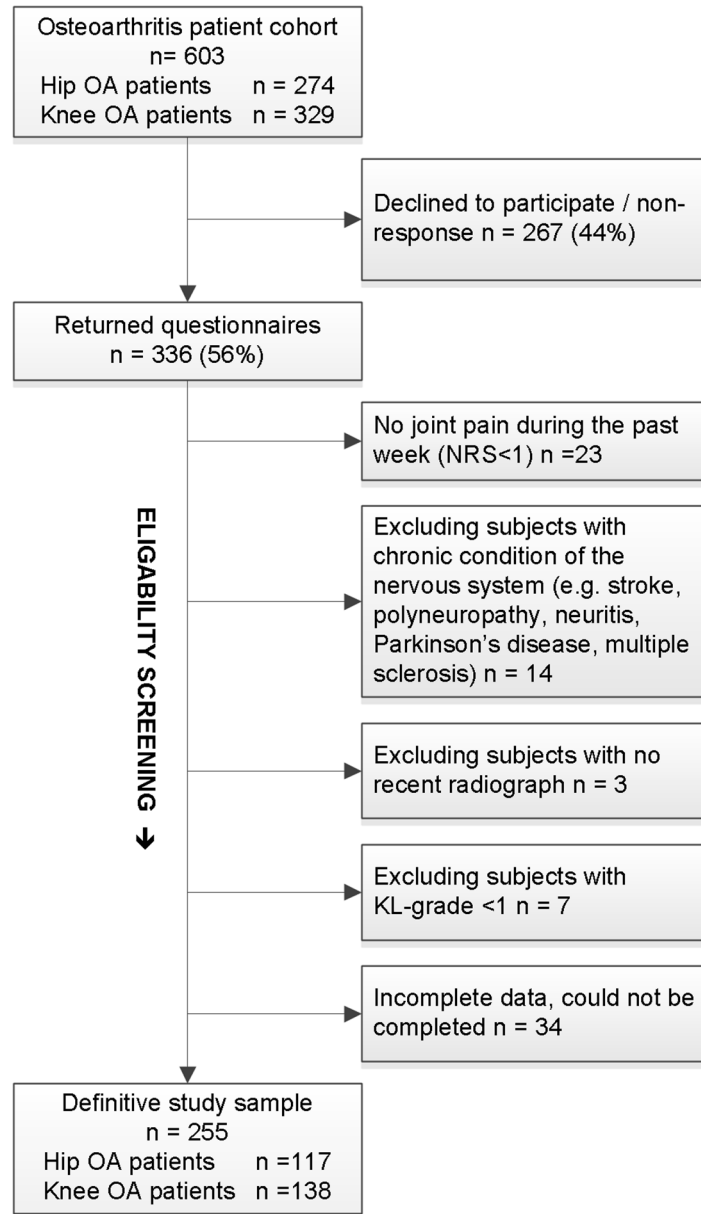 Osteoarthritis patient cohort
n= 603
Hip OA patients n = 274
Knee OA patients n = 329
Declined to participate / non-
response n = 267 (44%)
Returned questionnaires
n = 336 (56%)
No joint pain during the past
week (NRS<1) n =23
ELIGABILITY SCREENING →
Excluding subjects with
chronic condition of the
nervous system (e.g. stroke,
polyneuropathy, neuritis,
Parkinson's disease, multiple
sclerosis) n = 14
Excluding subjects with no
recent radiograph n = 3
Excluding subjects with
KL-grade <1 n = 7
Incomplete data, could not be
completed n = 34
Definitive study sample
n = 255
Hip OA patients n =117
Knee OA patients n =138